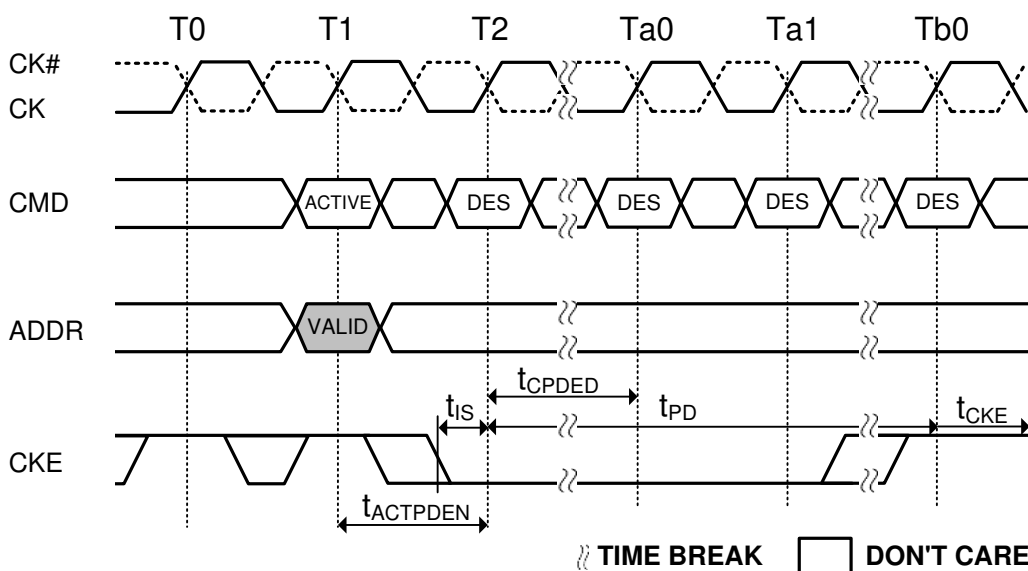 T0 T1 T2 Ta0 Ta1 Tb0
CK#
CK
CMD ACTIVE DES DES DES DES
ADDR VALID
tCPDED
tIS tPD tCKE
CKE
tACTPDEN
TIME BREAK DON'T CARE